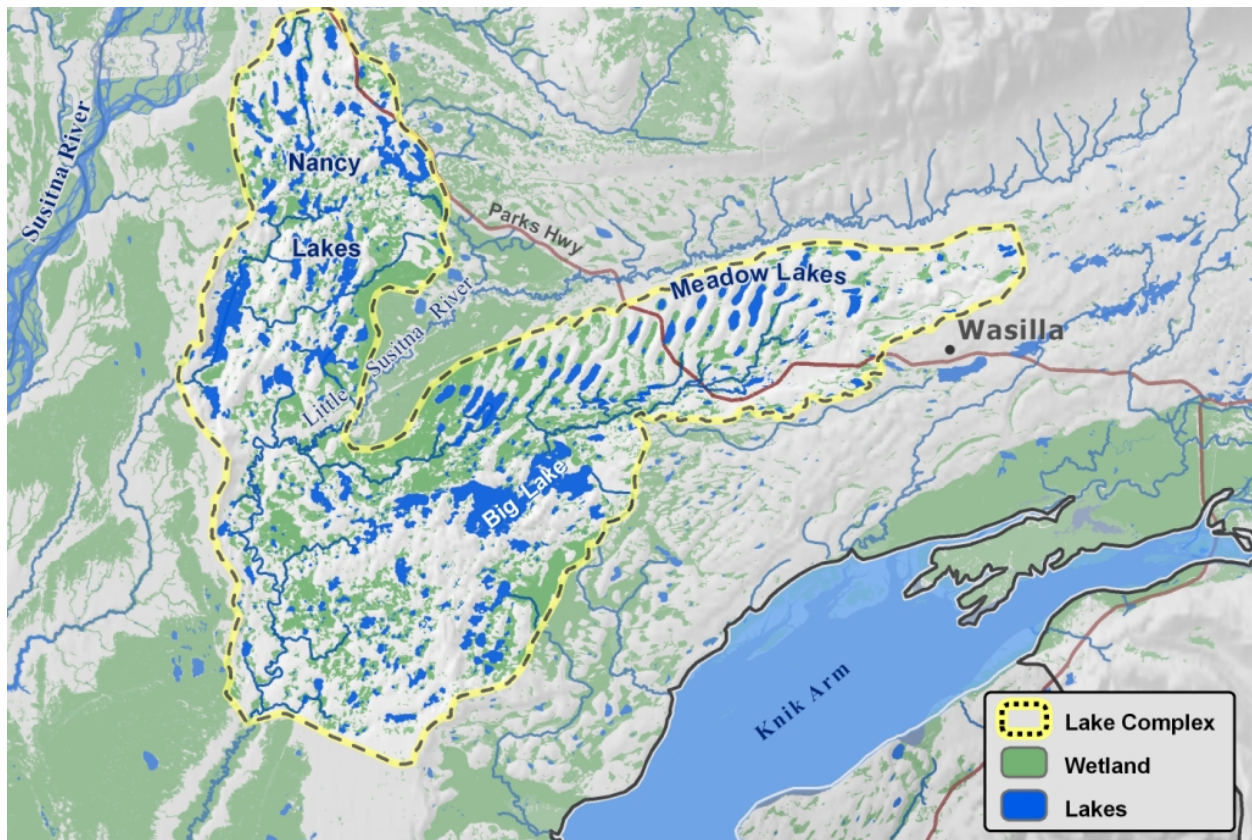 Susitna River
Nancy
Lakes
Parks Hwy
Meadow Lakes
Little Susitna River
Wasilla
Big Lake
Knik Arm
Lake Complex
Wetland
Lakes